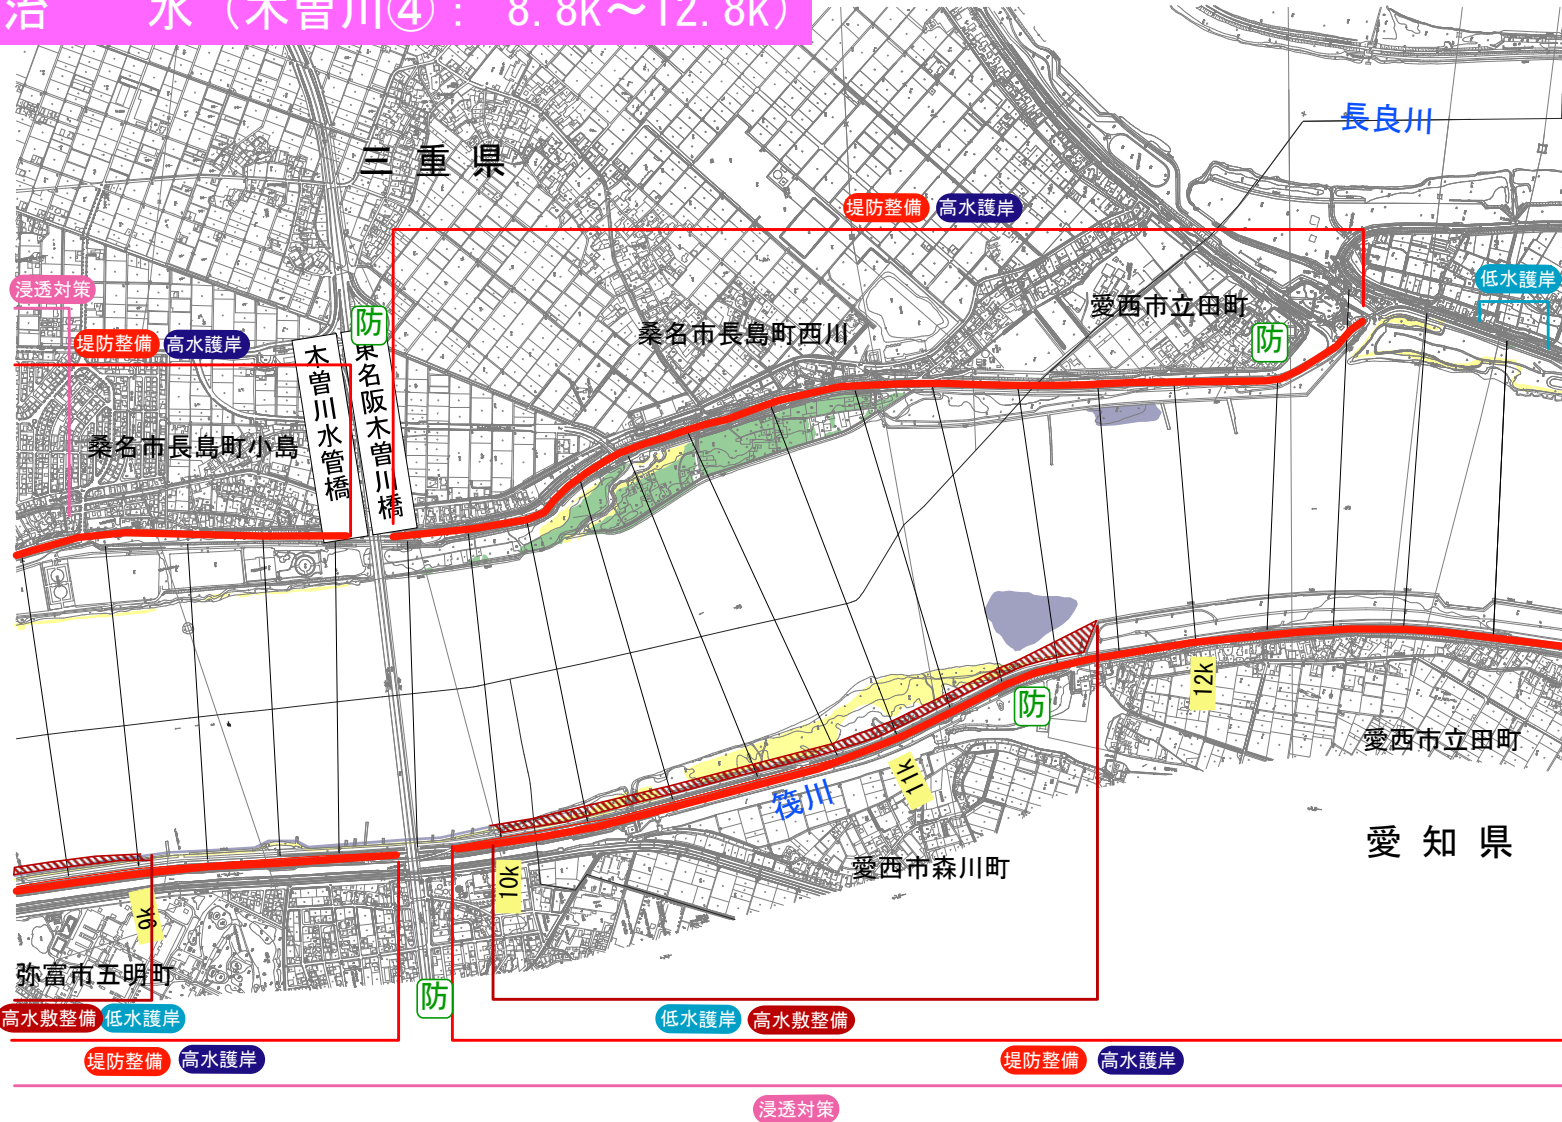 治　水（木曽川④： 8.8K～12.8K）
長良川
三重県
堤防整備 高水護岸
低水護岸
浸透対策
愛西市立田町
防
桑名市長島町西川
防
堤防整備 高水護岸
木曽川水管橋
東名阪木曽川橋
桑名市長島町小島
12k
防
愛西市立田町
11k
筏川
愛知県
愛西市森川町
10k
9k
弥富市五明町
防
高水敷整備 低水護岸
低水護岸 高水敷整備
堤防整備 高水護岸
堤防整備 高水護岸
浸透対策